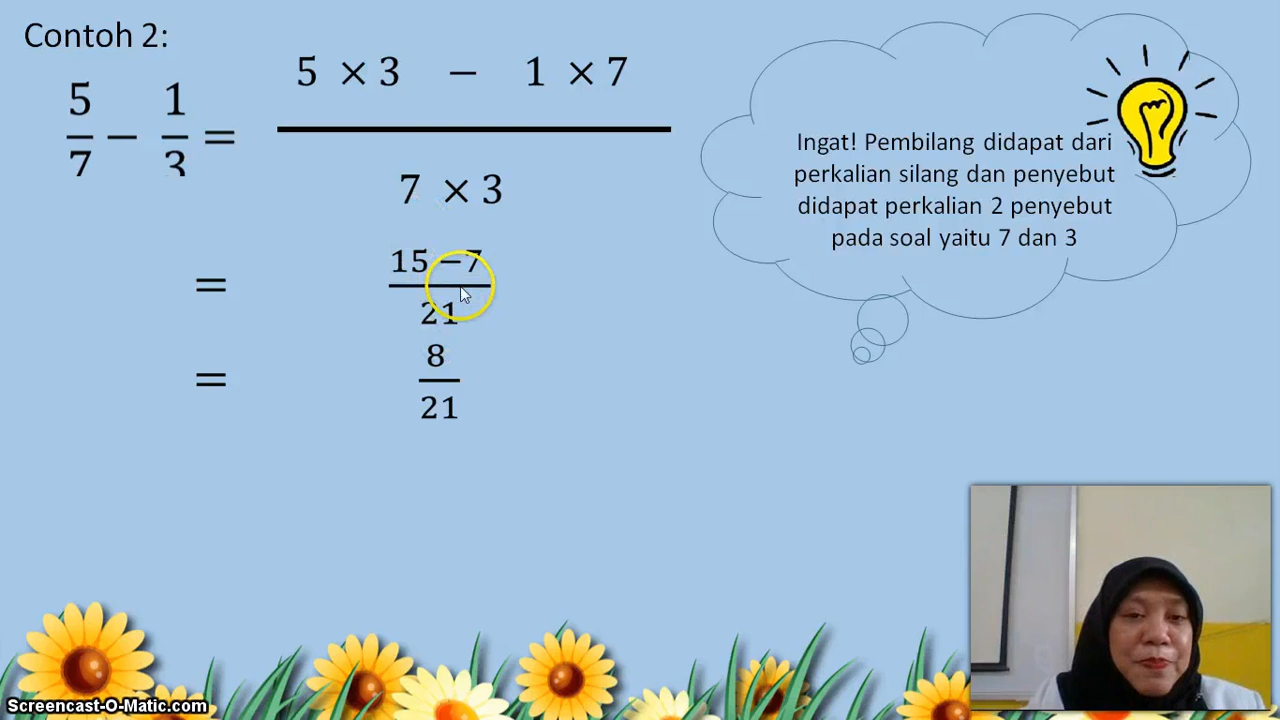 Contoh 2:
5/7 − 1/3 =
5 × 3 − 1 × 7
7 × 3
= 15 − 7 / 21
= 8 / 21
Ingat! Pembilang didapat dari
perkalian silang dan penyebut
didapat perkalian 2 penyebut
pada soal yaitu 7 dan 3
Screencast-O-Matic.com